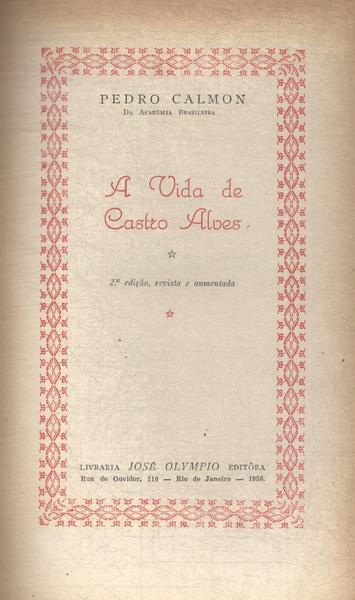 PEDRO CALMON
DA ACADEMIA BRASILEIRA
A Vida de
Castro Alves
2.ª edição, revista e aumentada
LIVRARIA JOSÉ OLYMPIO EDITÔRA
Rua do Ouvidor, 110 — Rio de Janeiro — 1956.